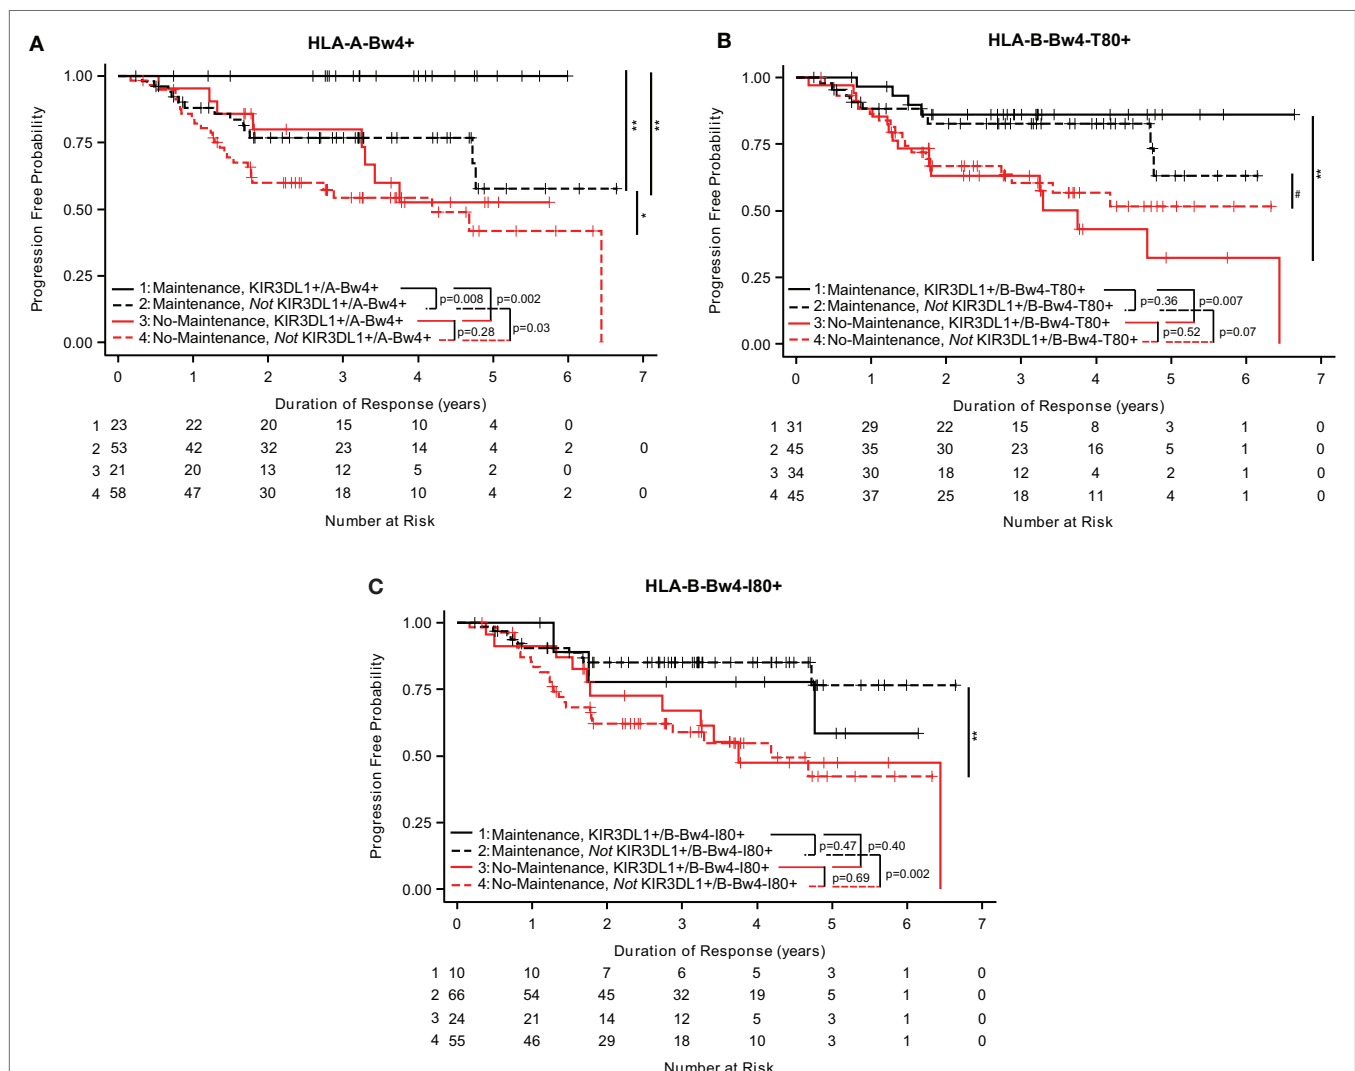 A
HLA-A-Bw4+
Progression Free Probability
1.00
0.75
0.50
0.25
0.00
**
**
*
1: Maintenance, KIR3DL1+/A-Bw4+
2: Maintenance, Not KIR3DL1+/A-Bw4+
3: No-Maintenance, KIR3DL1+/A-Bw4+
4: No-Maintenance, Not KIR3DL1+/A-Bw4+
p=0.008
p=0.002
p=0.28
p=0.03
0 1 2 3 4 5 6 7
Duration of Response (years)
1 23 22 20 15 10 4 0
2 53 42 32 23 14 4 2 0
3 21 20 13 12 5 2 0
4 58 47 30 18 10 4 2 0
Number at Risk
B
HLA-B-Bw4-T80+
Progression Free Probability
1.00
0.75
0.50
0.25
0.00
**
#
1: Maintenance, KIR3DL1+/B-Bw4-T80+
2: Maintenance, Not KIR3DL1+/B-Bw4-T80+
3: No-Maintenance, KIR3DL1+/B-Bw4-T80+
4: No-Maintenance, Not KIR3DL1+/B-Bw4-T80+
p=0.36
p=0.007
p=0.52
p=0.07
0 1 2 3 4 5 6 7
Duration of Response (years)
1 31 29 22 15 8 3 1 0
2 45 35 30 23 16 5 1 0
3 34 30 18 12 4 2 1 0
4 45 37 25 18 11 4 1 0
Number at Risk
C
HLA-B-Bw4-I80+
Progression Free Probability
1.00
0.75
0.50
0.25
0.00
**
1: Maintenance, KIR3DL1+/B-Bw4-I80+
2: Maintenance, Not KIR3DL1+/B-Bw4-I80+
3: No-Maintenance, KIR3DL1+/B-Bw4-I80+
4: No-Maintenance, Not KIR3DL1+/B-Bw4-I80+
p=0.47
p=0.40
p=0.69
p=0.002
0 1 2 3 4 5 6 7
Duration of Response (years)
1 10 10 7 6 5 3 1 0
2 66 54 45 32 19 5 1 0
3 24 21 14 12 5 3 1 0
4 55 46 29 18 10 3 1 0
Number at Risk